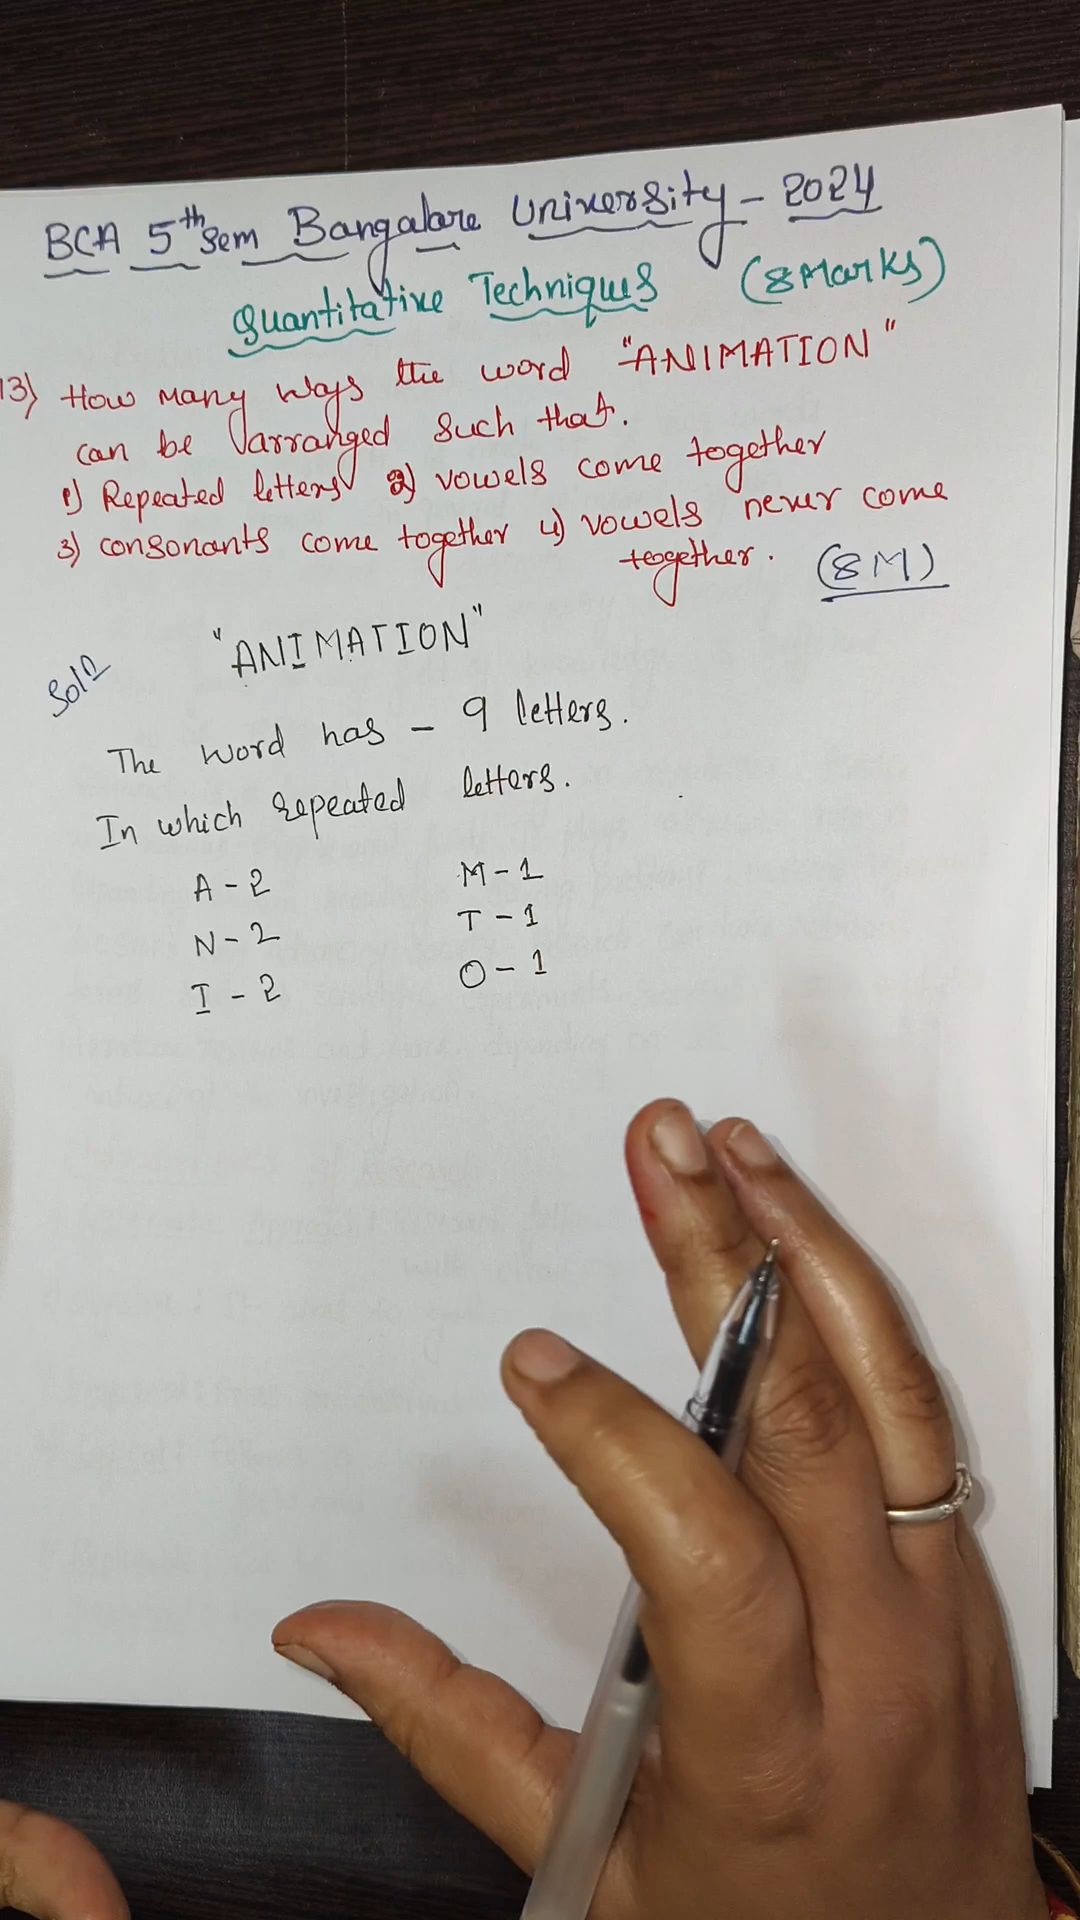 BCA 5th Sem Bangalore University - 2024
Quantitative Techniques (8 Marks)
13) How Many Ways the word "ANIMATION"
can be arranged such that.
1) Repeated letters 2) vowels come together
3) consonants come together 4) vowels never come
together. (8M)
Soln "ANIMATION"
The word has - 9 letters.
In which repeated letters.
A - 2 M - 1
N - 2 T - 1
I - 2 O - 1